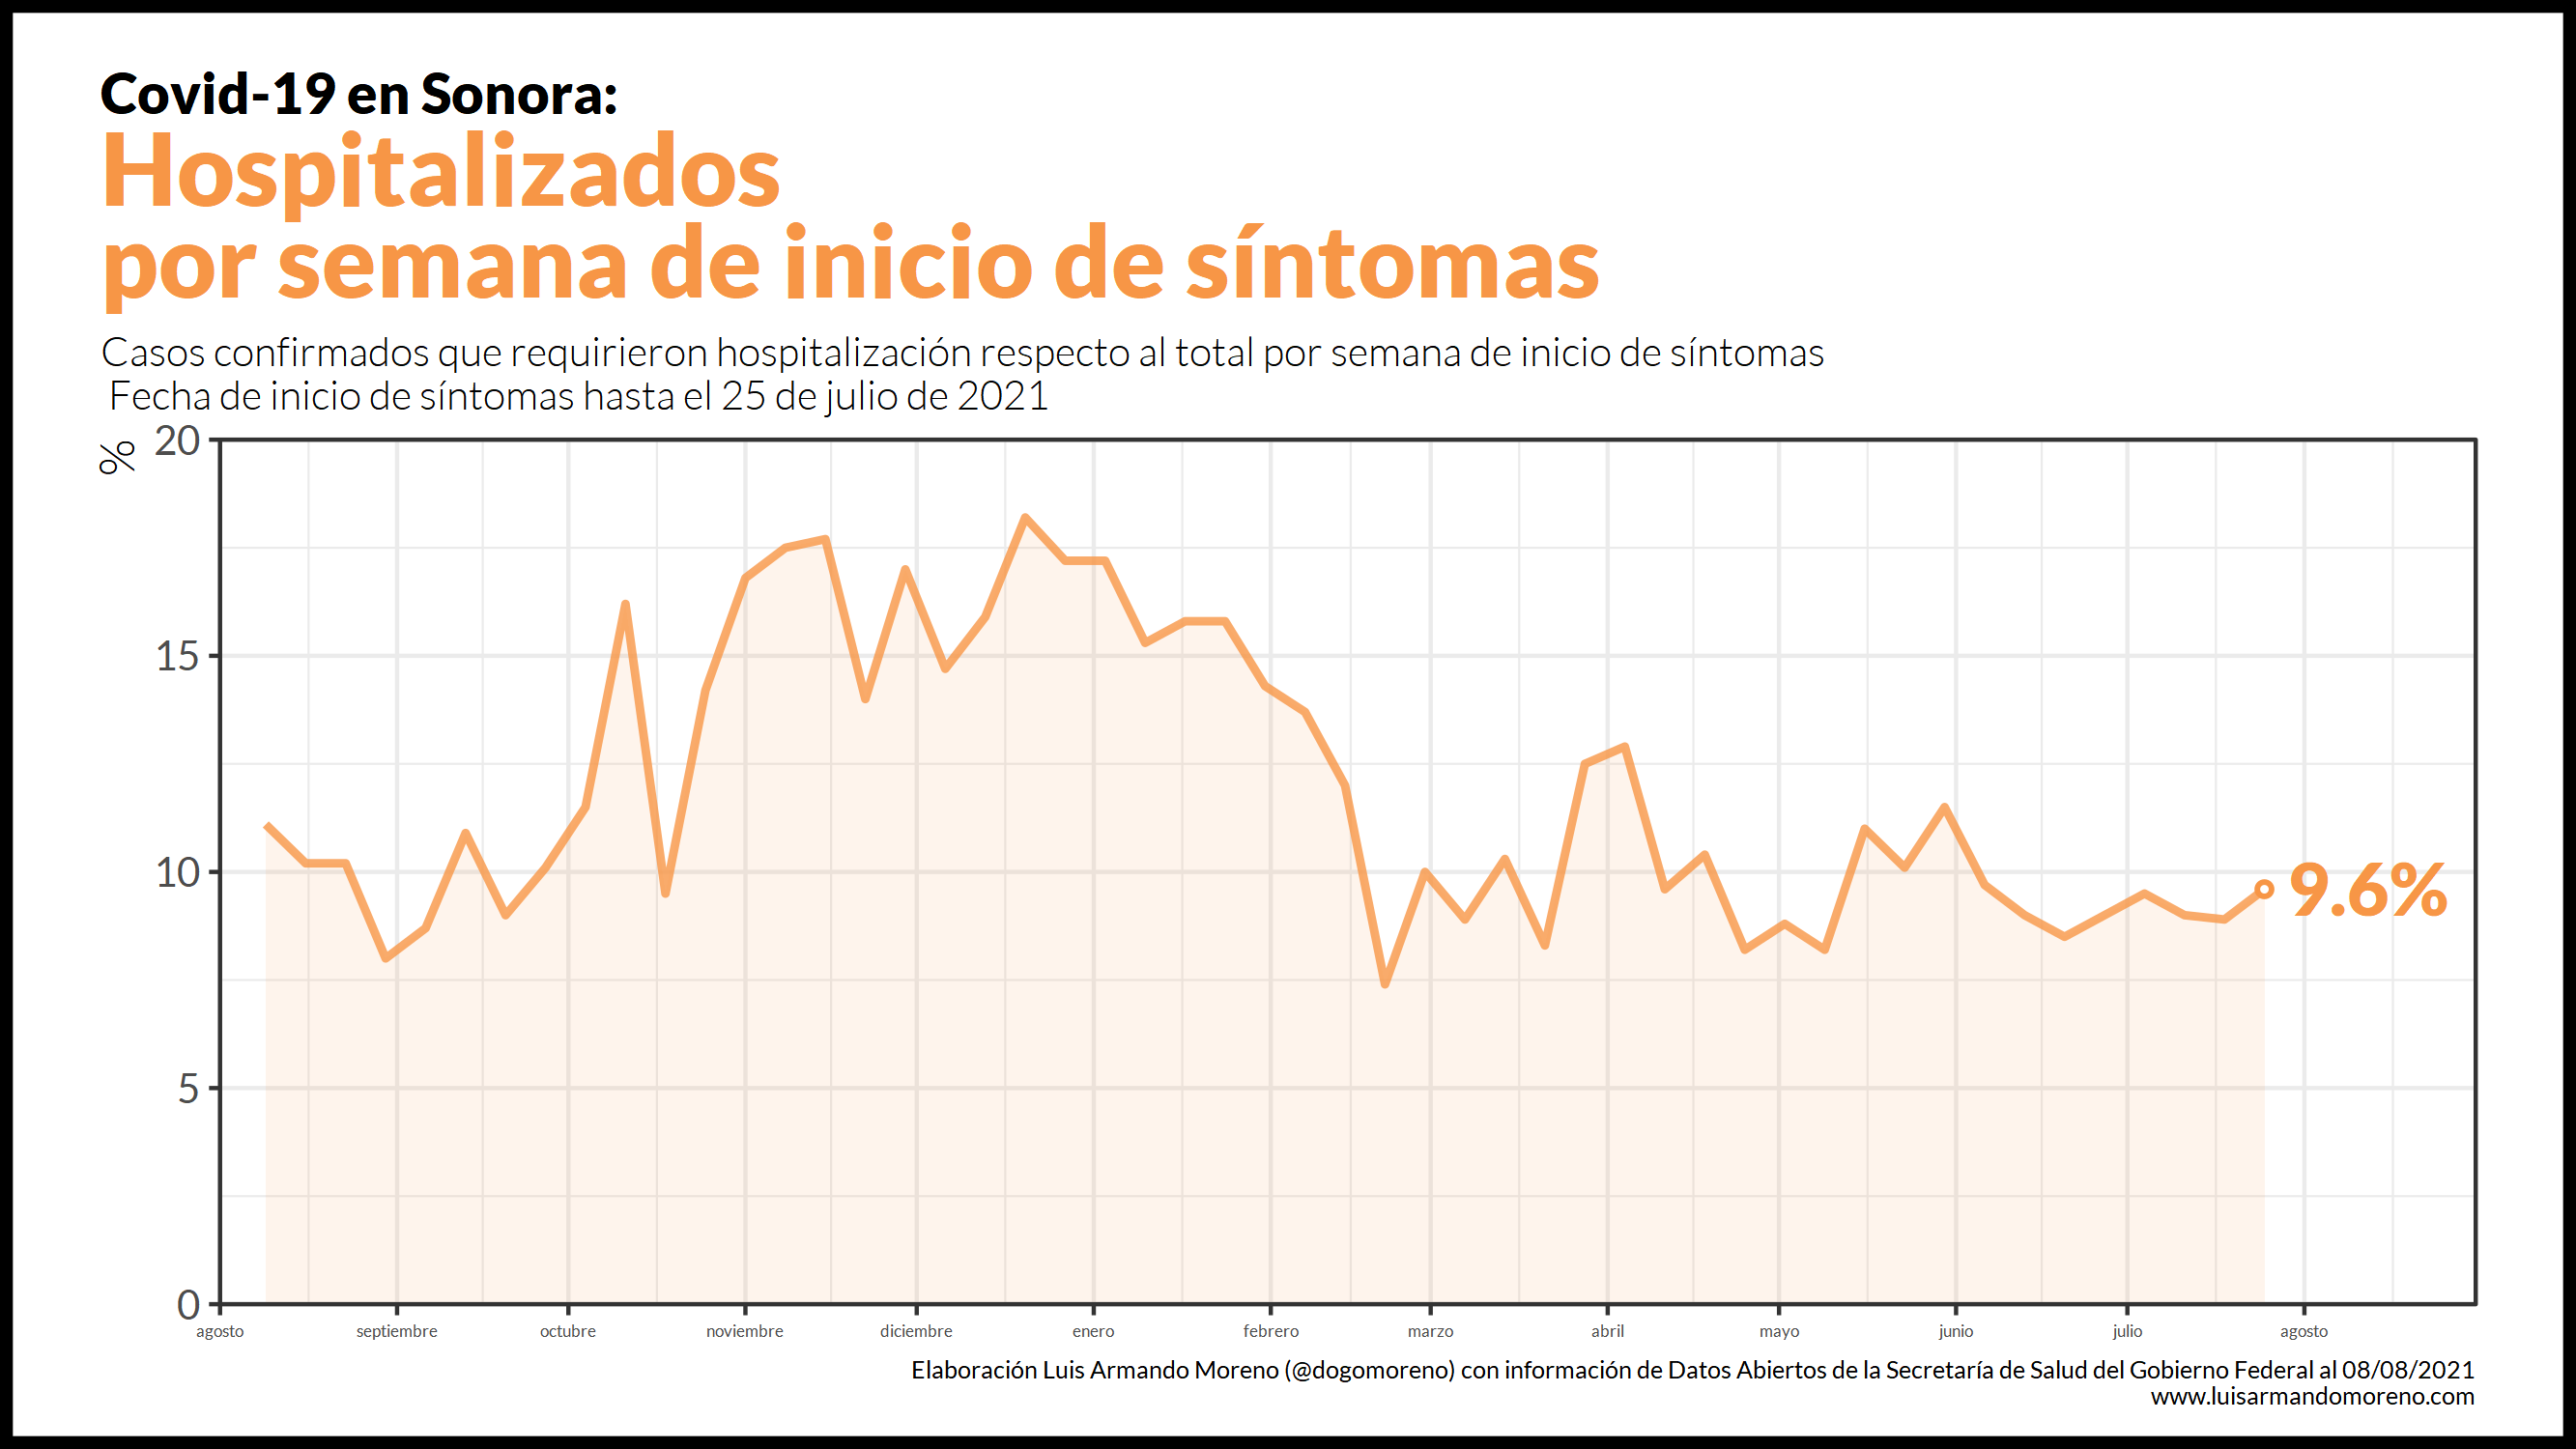 Covid-19 en Sonora:
Hospitalizados
por semana de inicio de síntomas
Casos confirmados que requirieron hospitalización respecto al total por semana de inicio de síntomas
Fecha de inicio de síntomas hasta el 25 de julio de 2021
%
20
15
10
5
0
9.6%
agosto septiembre octubre noviembre diciembre enero febrero marzo abril mayo junio julio agosto
Elaboración Luis Armando Moreno (@dogomoreno) con información de Datos Abiertos de la Secretaría de Salud del Gobierno Federal al 08/08/2021
www.luisarmandomoreno.com